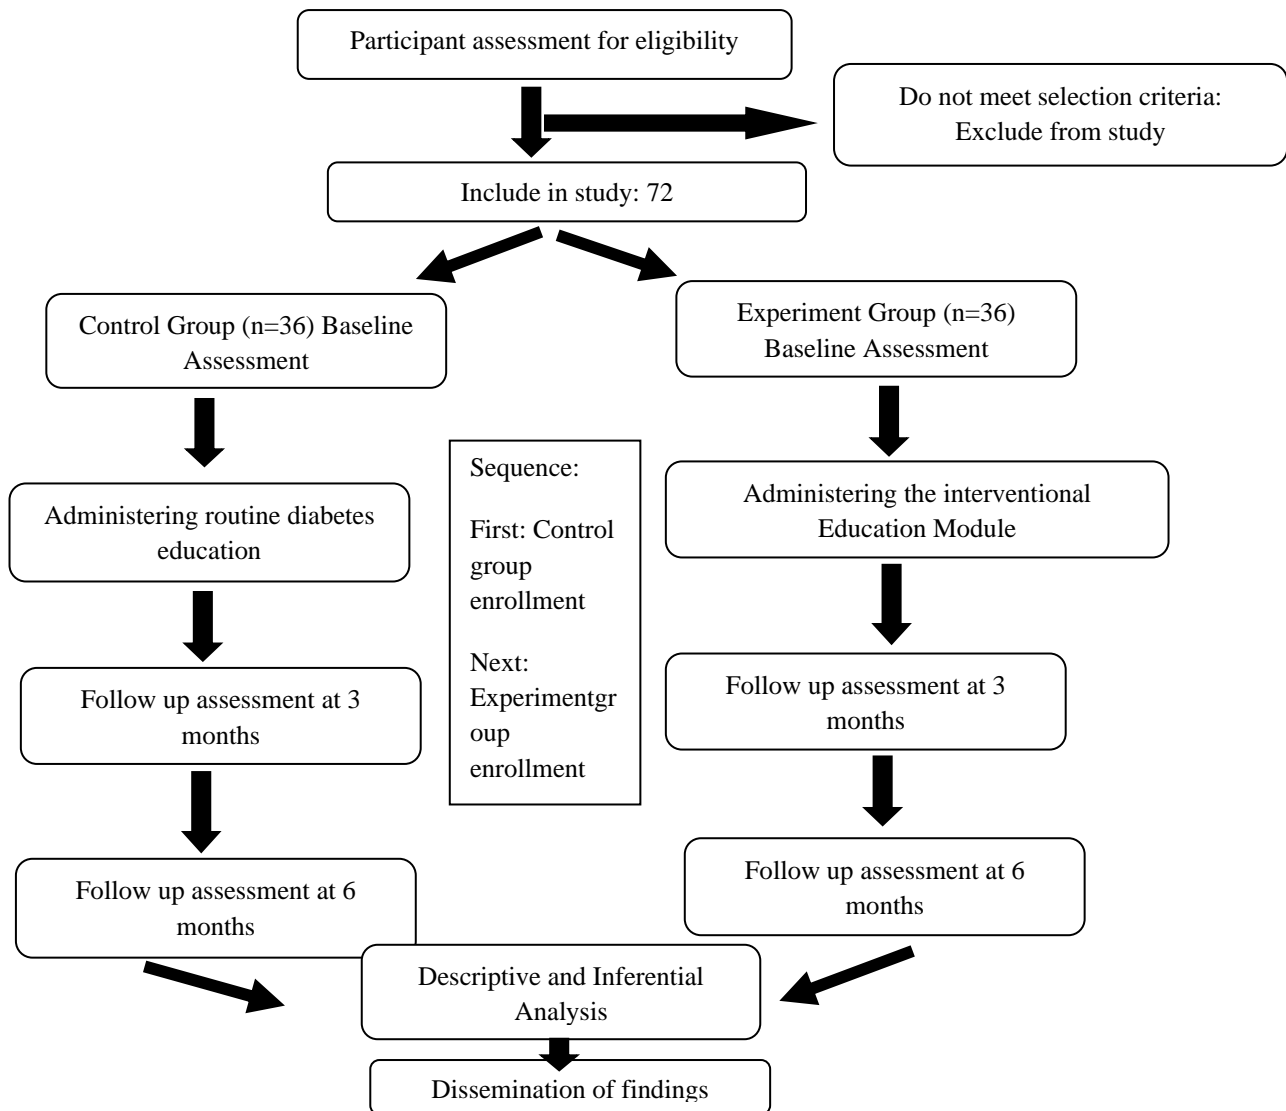 Participant assessment for eligibility
Do not meet selection criteria:
Exclude from study
Include in study: 72
Control Group (n=36) Baseline
Assessment
Experiment Group (n=36)
Baseline Assessment
Administering routine diabetes
education
Sequence:
First: Control
group
enrollment
Next:
Experimentgr
oup
enrollment
Administering the interventional
Education Module
Follow up assessment at 3
months
Follow up assessment at 3
months
Follow up assessment at 6
months
Follow up assessment at 6
months
Descriptive and Inferential
Analysis
Dissemination of findings